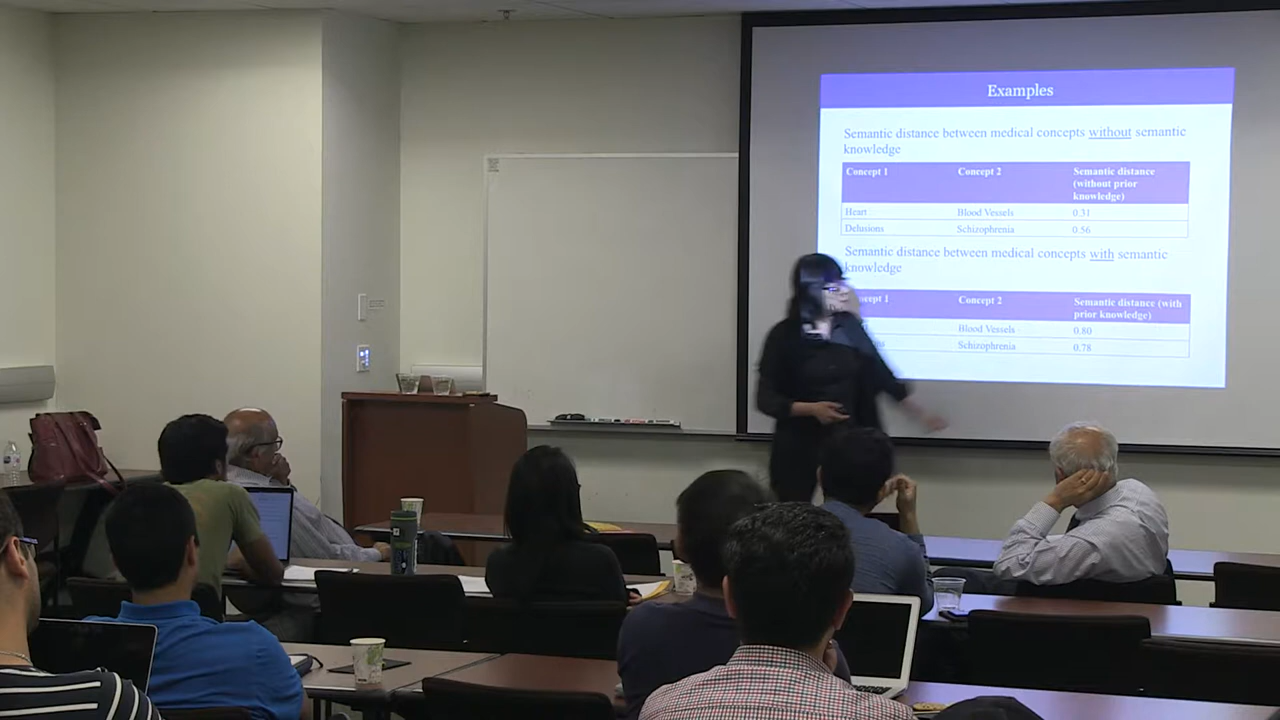 Examples
Semantic distance between medical concepts without semantic
knowledge
Concept 1 Concept 2 Semantic distance
(without prior
knowledge)
Heart Blood Vessels 0.31
Delusions Schizophrenia 0.56
Semantic distance between medical concepts with semantic
knowledge
1 Concept 2 Semantic distance (with
prior knowledge)
Blood Vessels 0.80
Schizophrenia 0.78